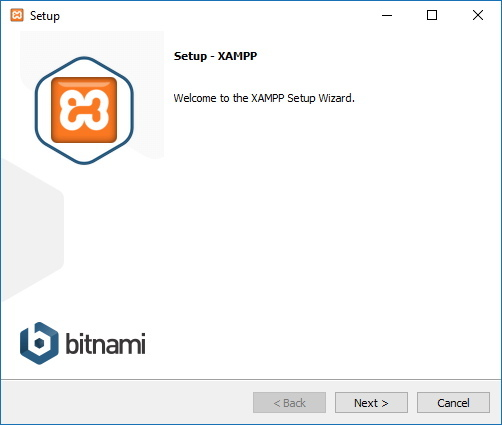 Setup
Setup - XAMPP
Welcome to the XAMPP Setup Wizard.
bitnami
< Back
Next >
Cancel